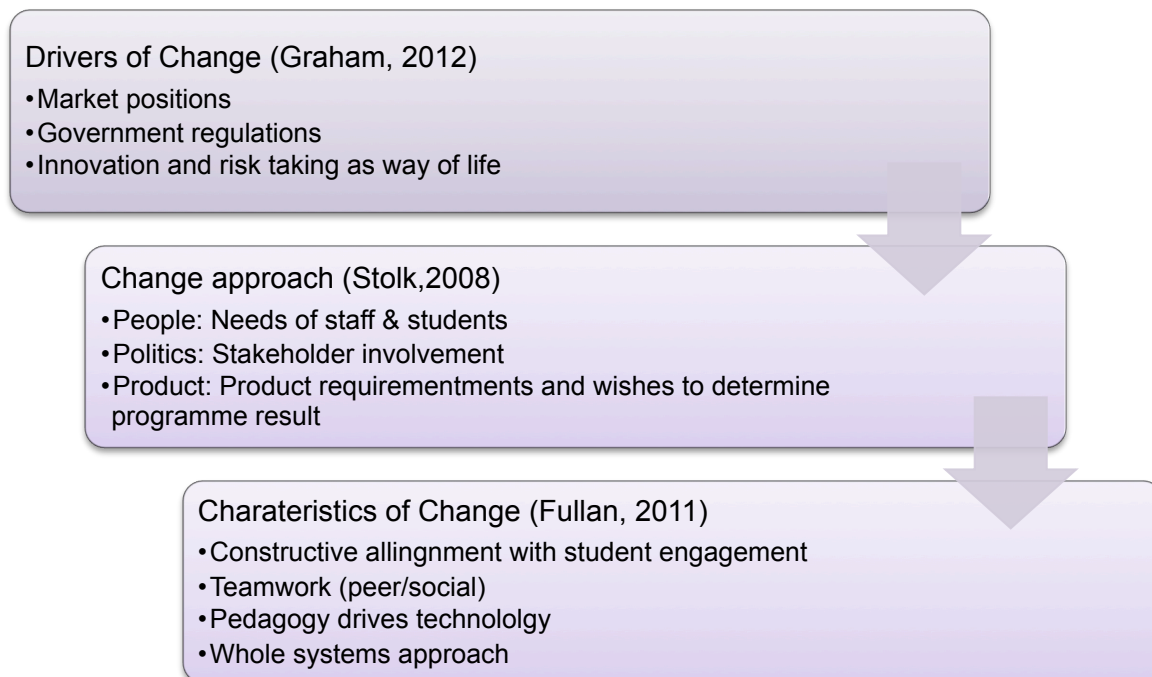 Drivers of Change (Graham, 2012)
•Market positions
•Government regulations
•Innovation and risk taking as way of life
Change approach (Stolk,2008)
•People: Needs of staff & students
•Politics: Stakeholder involvement
•Product: Product requirementments and wishes to determine
programme result
Charateristics of Change (Fullan, 2011)
•Constructive allingnment with student engagement
•Teamwork (peer/social)
•Pedagogy drives technololgy
•Whole systems approach